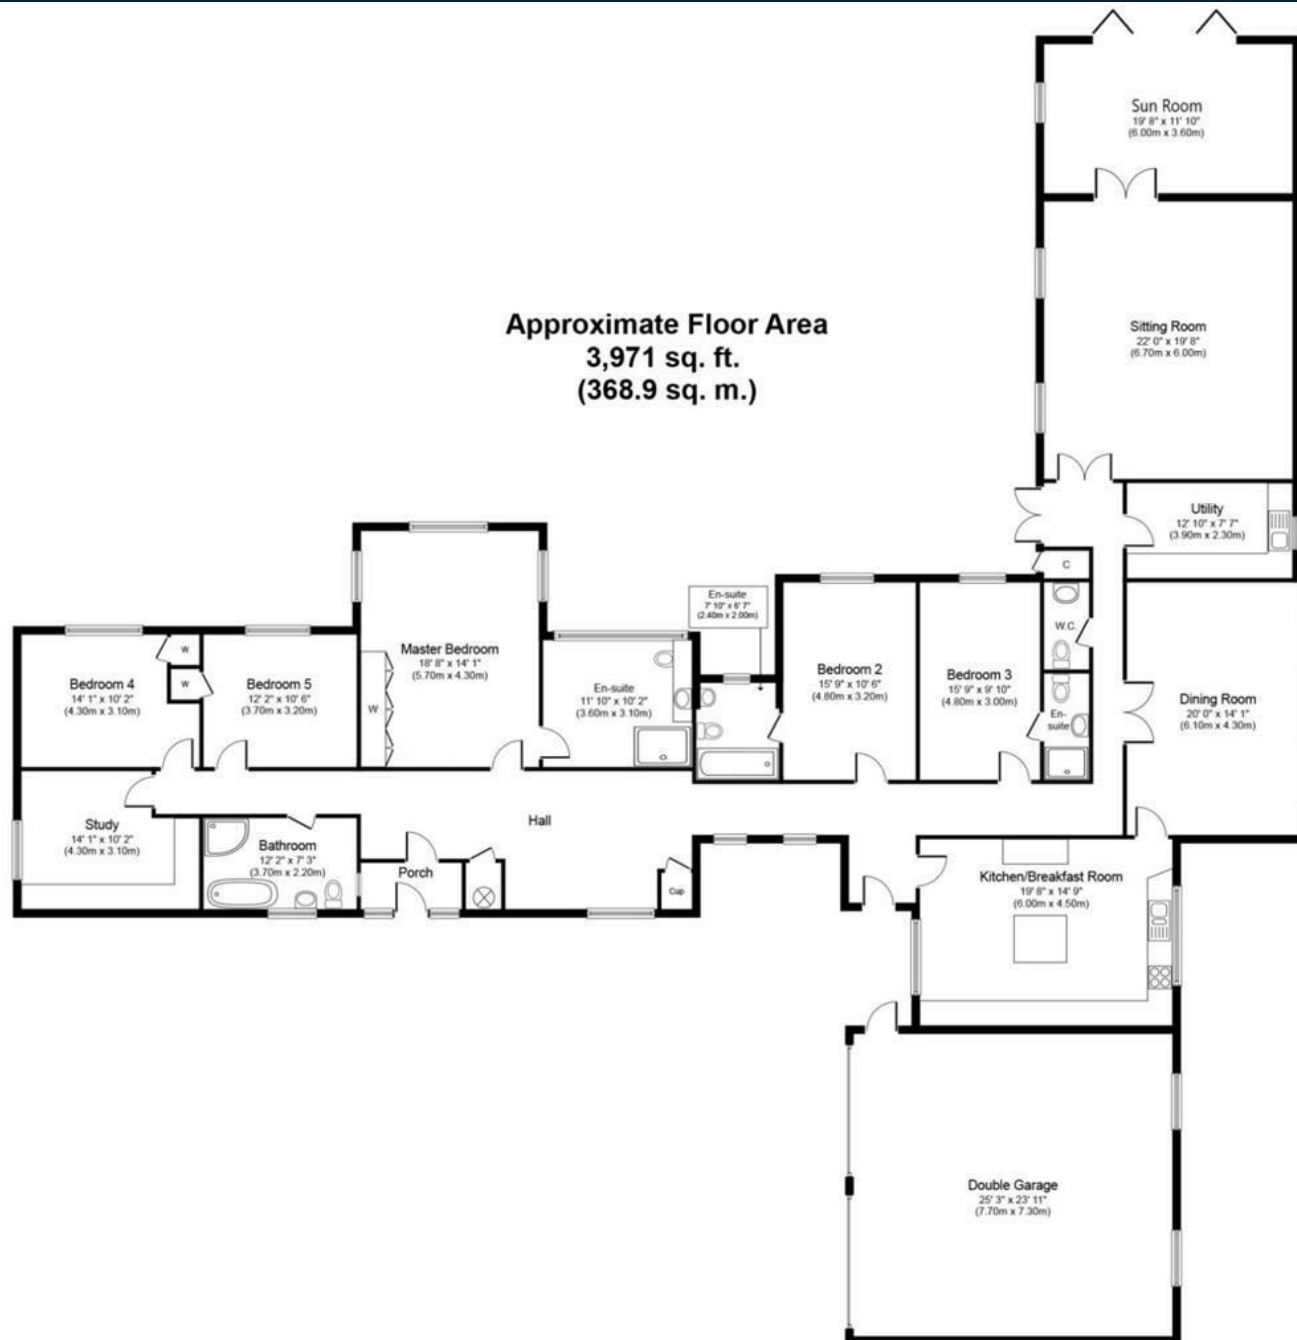 Sun Room
19' 8" x 11' 10"
(6.00m x 3.60m)
Sitting Room
22' 0" x 19' 8"
(6.70m x 6.00m)
Approximate Floor Area
3,971 sq. ft.
(368.9 sq. m.)
Utility
12' 10" x 7' 7"
(3.90m x 2.30m)
C
En-suite
7' 10" x 6' 7"
(2.40m x 2.00m)
W.C.
Master Bedroom
18' 8" x 14' 1"
(5.70m x 4.30m)
W
W
W
Bedroom 4
14' 1" x 10' 2"
(4.30m x 3.10m)
Bedroom 5
12' 2" x 10' 6"
(3.70m x 3.20m)
En-suite
11' 10" x 10' 2"
(3.60m x 3.10m)
Bedroom 2
15' 9" x 10' 6"
(4.80m x 3.20m)
Bedroom 3
15' 9" x 9' 10"
(4.80m x 3.00m)
En-
suite
Dining Room
20' 0" x 14' 1"
(6.10m x 4.30m)
Study
14' 1" x 10' 2"
(4.30m x 3.10m)
Bathroom
12' 2" x 7' 3"
(3.70m x 2.20m)
Hall
Porch
Cup
Kitchen/Breakfast Room
19' 8" x 14' 9"
(6.00m x 4.50m)
Double Garage
25' 3" x 23' 11"
(7.70m x 7.30m)